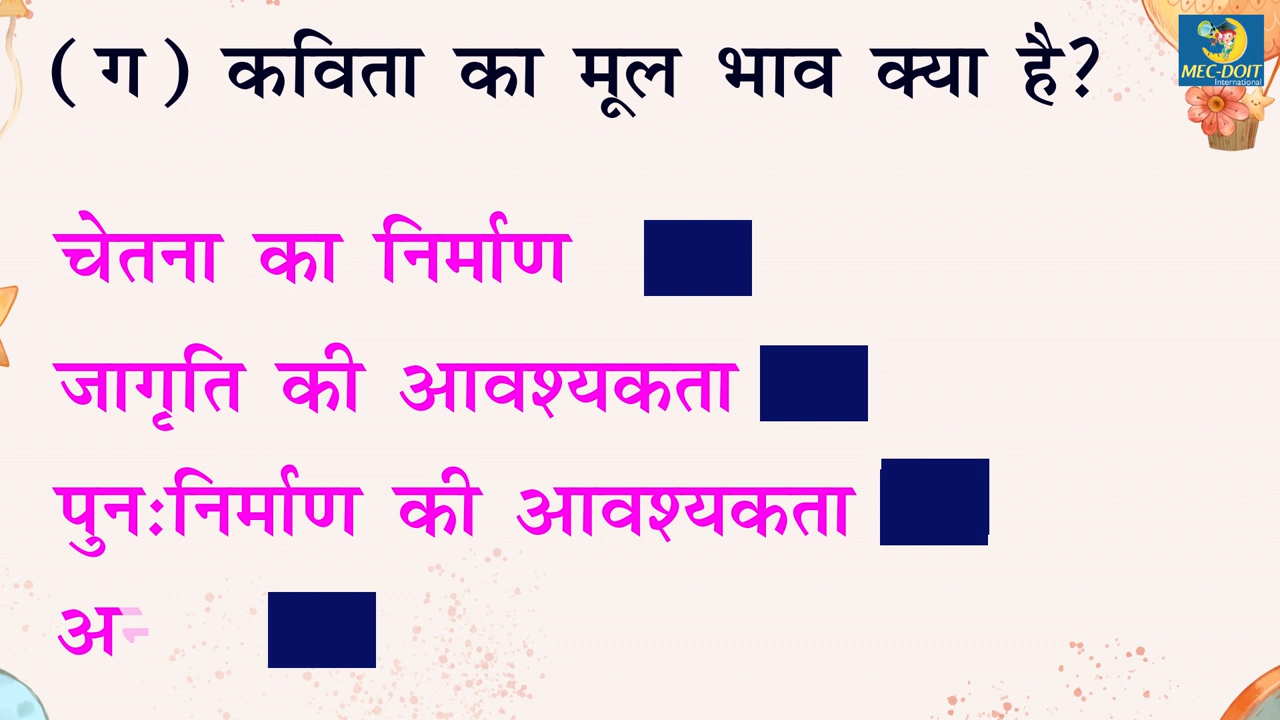 (ग) कविता का मूल भाव क्या है?
MEC-DOIT
International
चेतना का निर्माण
जागृति की आवश्यकता
पुनःनिर्माण की आवश्यकता